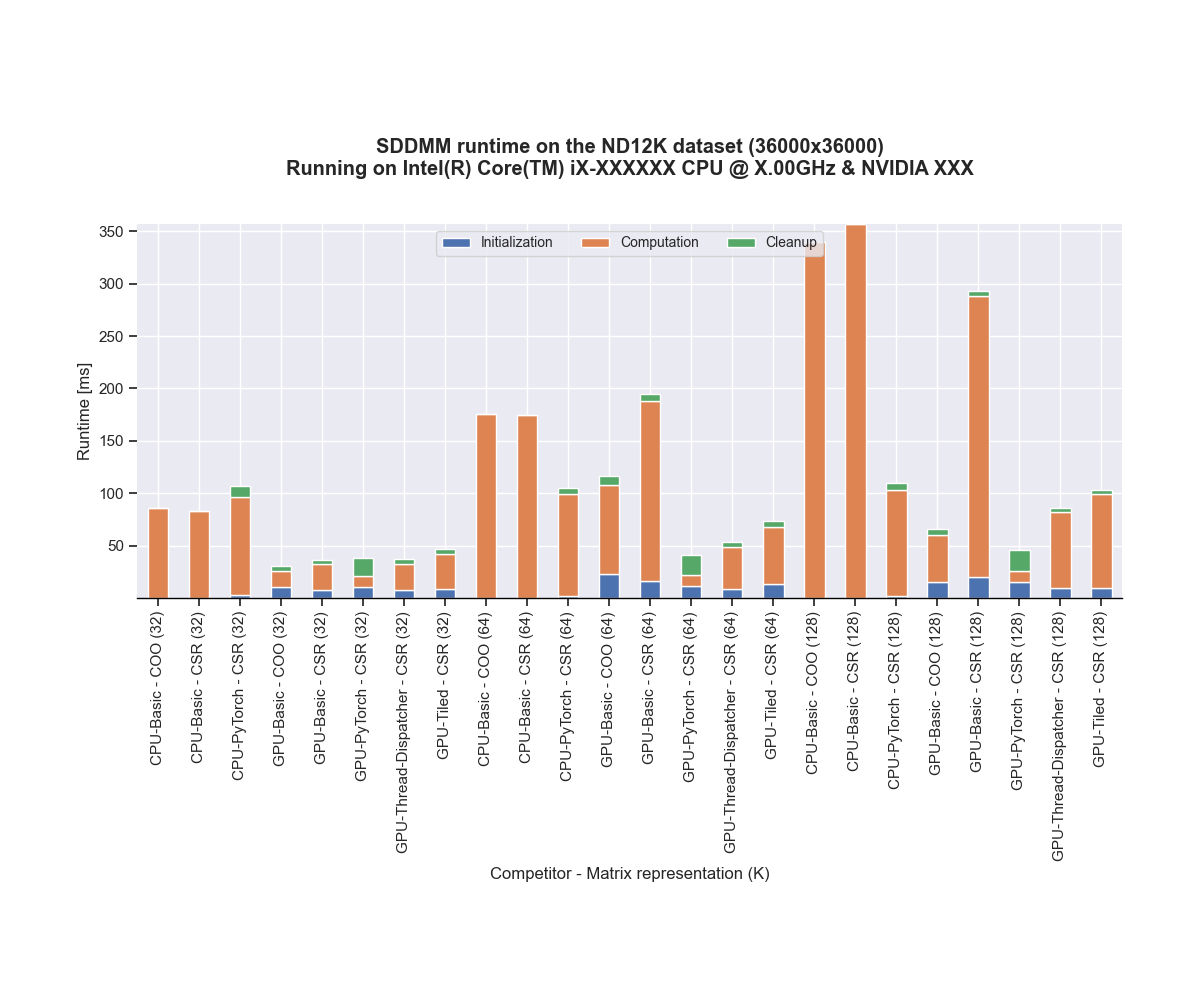 SDDMM runtime on the ND12K dataset (36000x36000)
Running on Intel(R) Core(TM) iX-XXXXXX CPU @ X.00GHz & NVIDIA XXX
Initialization Computation Cleanup
350
300
250
200
150
100
50
Runtime [ms]
CPU-Basic - COO (32)
CPU-Basic - CSR (32)
CPU-PyTorch - CSR (32)
GPU-Basic - COO (32)
GPU-Basic - CSR (32)
GPU-PyTorch - CSR (32)
GPU-Thread-Dispatcher - CSR (32)
GPU-Tiled - CSR (32)
CPU-Basic - COO (64)
CPU-Basic - CSR (64)
CPU-PyTorch - CSR (64)
GPU-Basic - COO (64)
GPU-Basic - CSR (64)
GPU-PyTorch - CSR (64)
GPU-Thread-Dispatcher - CSR (64)
GPU-Tiled - CSR (64)
CPU-Basic - COO (128)
CPU-Basic - CSR (128)
CPU-PyTorch - CSR (128)
GPU-Basic - COO (128)
GPU-Basic - CSR (128)
GPU-PyTorch - CSR (128)
GPU-Thread-Dispatcher - CSR (128)
GPU-Tiled - CSR (128)
Competitor - Matrix representation (K)